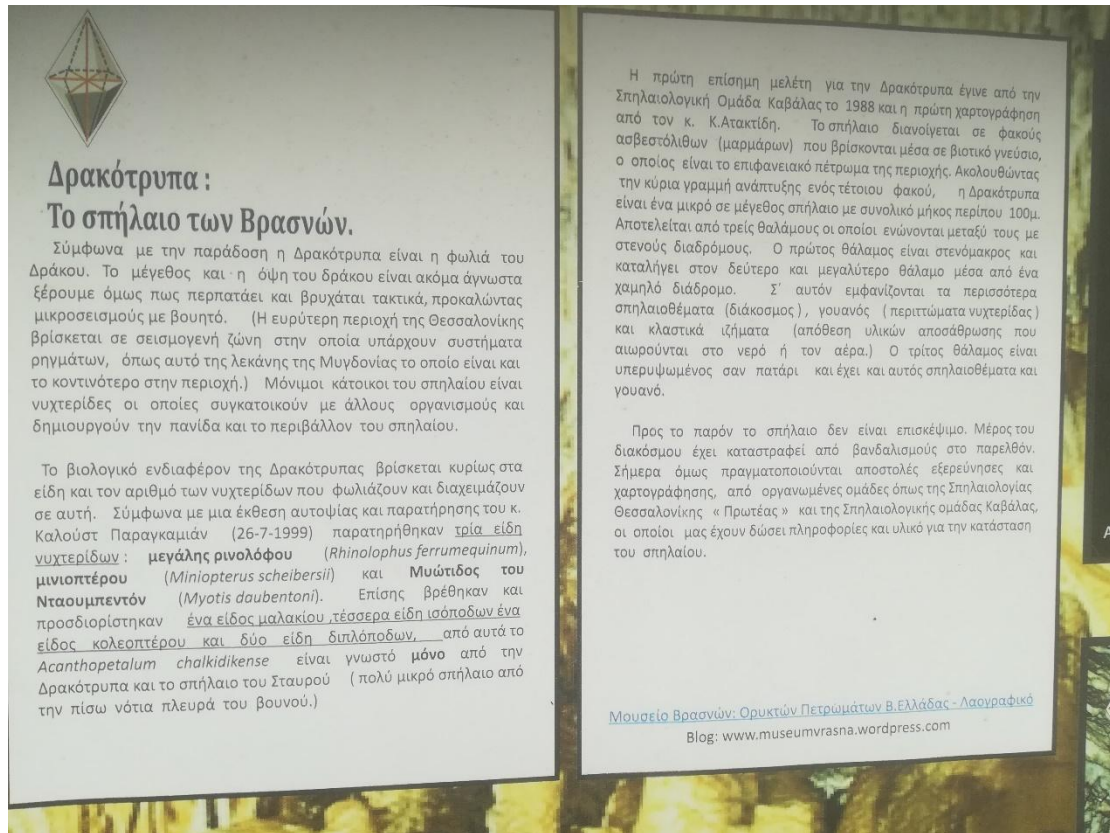 Δρακότρυπα :
Το σπήλαιο των Βρασνών.
Σύμφωνα με την παράδοση η Δρακότρυπα είναι η φωλιά του
Δράκου. Το μέγεθος και η όψη του δράκου είναι ακόμα άγνωστα
ξέρουμε όμως πως περπατάει και βρυχάται τακτικά, προκαλώντας
μικροσεισμούς με βουητό. (Η ευρύτερη περιοχή της Θεσσαλονίκης
βρίσκεται σε σεισμογενή ζώνη στην οποία υπάρχουν συστήματα
ρηγμάτων, όπως αυτό της λεκάνης της Μυγδονίας το οποίο είναι και
το κοντινότερο στην περιοχή.) Μόνιμοι κάτοικοι του σπηλαίου είναι
νυχτερίδες οι οποίες συγκατοικούν με άλλους οργανισμούς και
δημιουργούν την πανίδα και το περιβάλλον του σπηλαίου.
Το βιολογικό ενδιαφέρον της Δρακότρυπας βρίσκεται κυρίως στα
είδη και τον αριθμό των νυχτερίδων που φωλιάζουν και διαχειμάζουν
σε αυτή. Σύμφωνα με μια έκθεση αυτοψίας και παρατήρησης του κ.
Καλούστ Παραγκαμιάν (26-7-1999) παρατηρήθηκαν τρία είδη
νυχτερίδων : μεγάλης ρινολόφου (Rhinolophus ferrumequinum),
μινιοπτέρου (Miniopterus scheibersii) και Μυώτιδος του
Νταουμπεντόν (Myotis daubentoni). Επίσης βρέθηκαν και
προσδιορίστηκαν ένα είδος μαλακίου ,τέσσερα είδη ισόποδων ένα
είδος κολεοπτέρου και δύο είδη διπλόποδων, από αυτά το
Acanthopetalum chalkidikense είναι γνωστό μόνο από την
Δρακότρυπα και το σπήλαιο του Σταυρού ( πολύ μικρό σπήλαιο από
την πίσω νότια πλευρά του βουνού.)
Η πρώτη επίσημη μελέτη για την Δρακότρυπα έγινε από την
Σπηλαιολογική Ομάδα Καβάλας το 1988 και η πρώτη χαρτογράφηση
από τον κ. Κ.Ατακτίδη. Το σπήλαιο διανοίγεται σε φακούς
ασβεστόλιθων (μαρμάρων) που βρίσκονται μέσα σε βιοτικό γνεύσιο,
ο οποίος είναι το επιφανειακό πέτρωμα της περιοχής. Ακολουθώντας
την κύρια γραμμή ανάπτυξης ενός τέτοιου φακού, η Δρακότρυπα
είναι ένα μικρό σε μέγεθος σπήλαιο με συνολικό μήκος περίπου 100μ.
Αποτελείται από τρείς θαλάμους οι οποίοι ενώνονται μεταξύ τους με
στενούς διαδρόμους. Ο πρώτος θάλαμος είναι στενόμακρος και
καταλήγει στον δεύτερο και μεγαλύτερο θάλαμο μέσα από ένα
χαμηλό διάδρομο. Σ΄ αυτόν εμφανίζονται τα περισσότερα
σπηλαιοθέματα (διάκοσμος) , γουανός ( περιττώματα νυχτερίδας )
και κλαστικά ιζήματα (απόθεση υλικών αποσάθρωσης που
αιωρούνται στο νερό ή τον αέρα.) Ο τρίτος θάλαμος είναι
υπερυψωμένος σαν πατάρι και έχει και αυτός σπηλαιοθέματα και
γουανό.
Προς το παρόν το σπήλαιο δεν είναι επισκέψιμο. Μέρος του
διακόσμου έχει καταστραφεί από βανδαλισμούς στο παρελθόν.
Σήμερα όμως πραγματοποιούνται αποστολές εξερεύνησες και
χαρτογράφησης, από οργανωμένες ομάδες όπως της Σπηλαιολογίας
Θεσσαλονίκης « Πρωτέας » και της Σπηλαιολογικής ομάδας Καβάλας,
οι οποίοι μας έχουν δώσει πληροφορίες και υλικό για την κατάσταση
του σπηλαίου.
Μουσείο Βρασνών: Ορυκτών Πετρωμάτων Β.Ελλάδας - Λαογραφικό
Blog: www.museumvrasna.wordpress.com